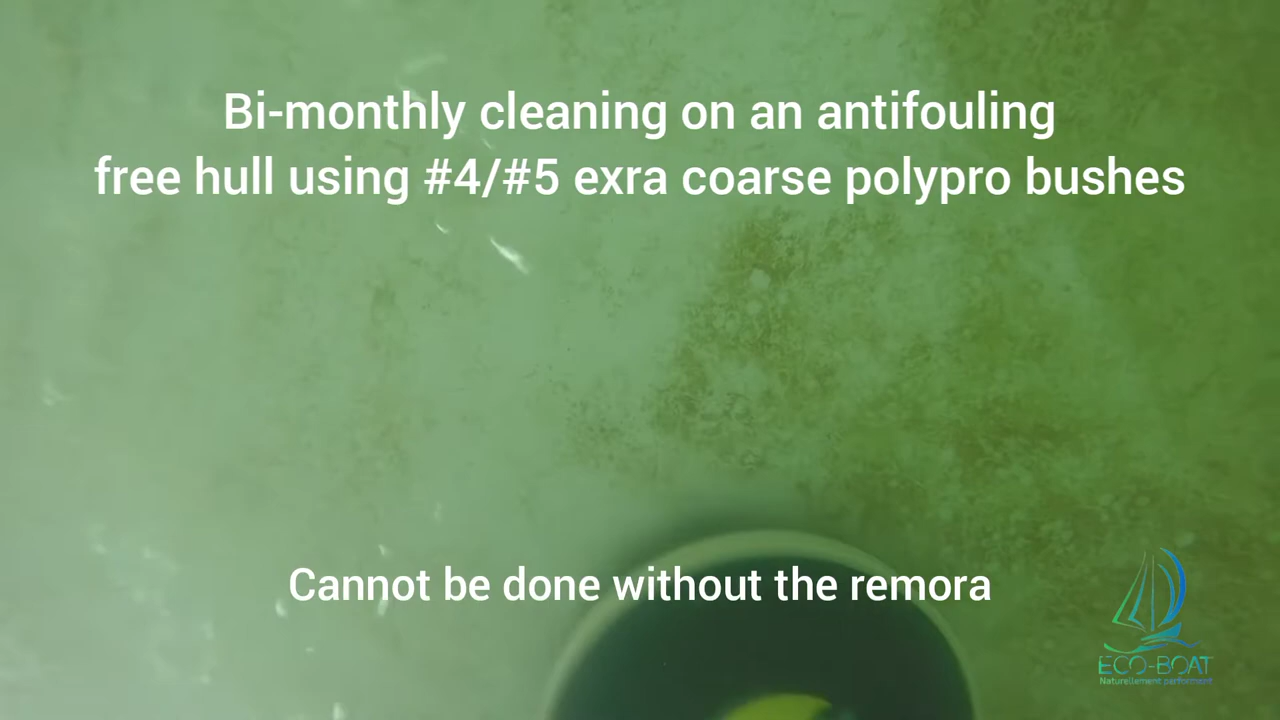 Bi-monthly cleaning on an antifouling
free hull using #4/#5 exra coarse polypro bushes
Cannot be done without the remora
ECO-BOAT
Naturellement performant